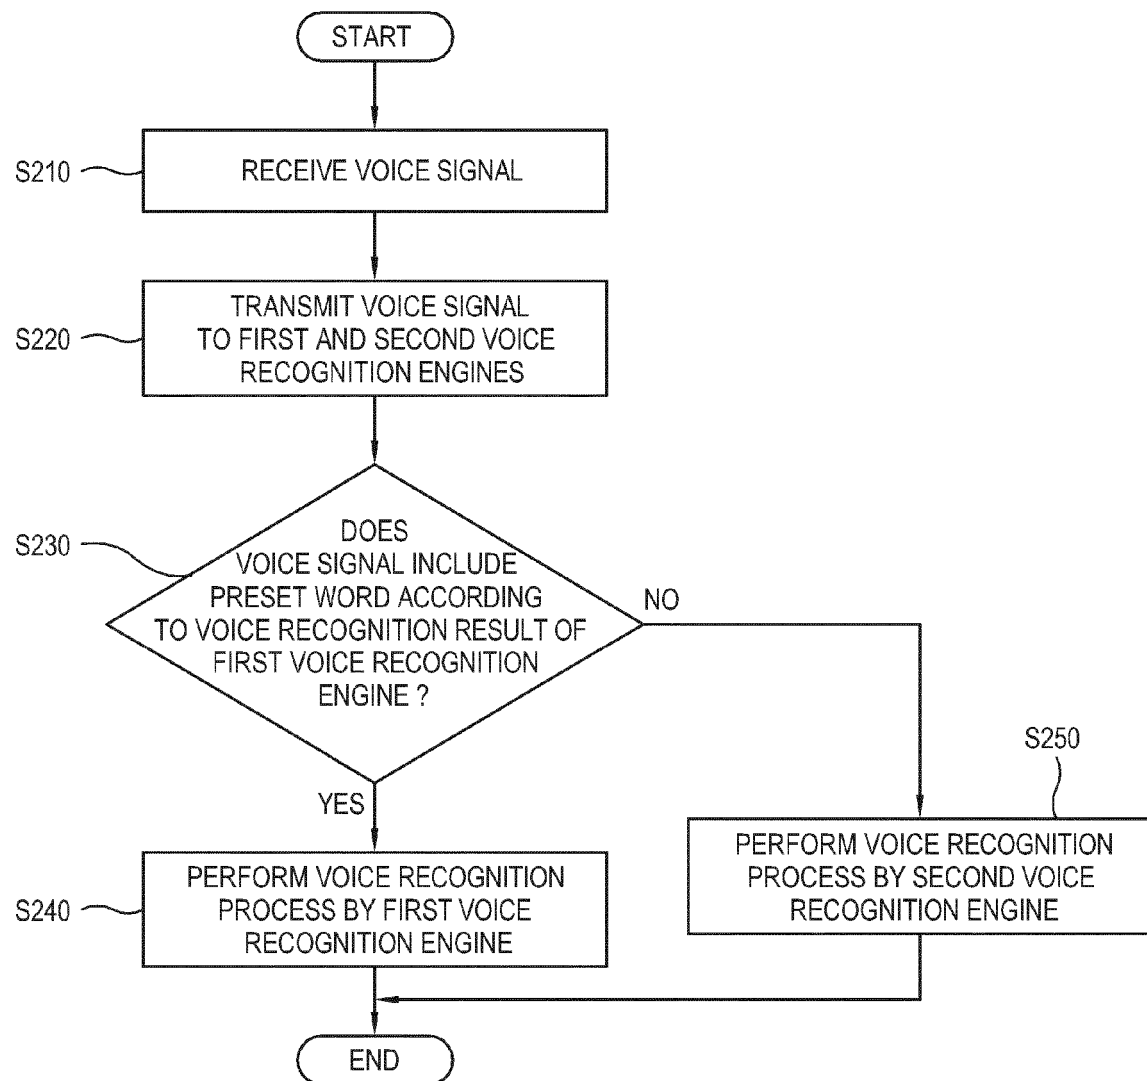 START
S210
RECEIVE VOICE SIGNAL
S220
TRANSMIT VOICE SIGNAL
TO FIRST AND SECOND VOICE
RECOGNITION ENGINES
S230
DOES
VOICE SIGNAL INCLUDE
PRESET WORD ACCORDING
TO VOICE RECOGNITION RESULT OF
FIRST VOICE RECOGNITION
ENGINE ?
NO
YES
S240
PERFORM VOICE RECOGNITION
PROCESS BY FIRST VOICE
RECOGNITION ENGINE
S250
PERFORM VOICE RECOGNITION
PROCESS BY SECOND VOICE
RECOGNITION ENGINE
END